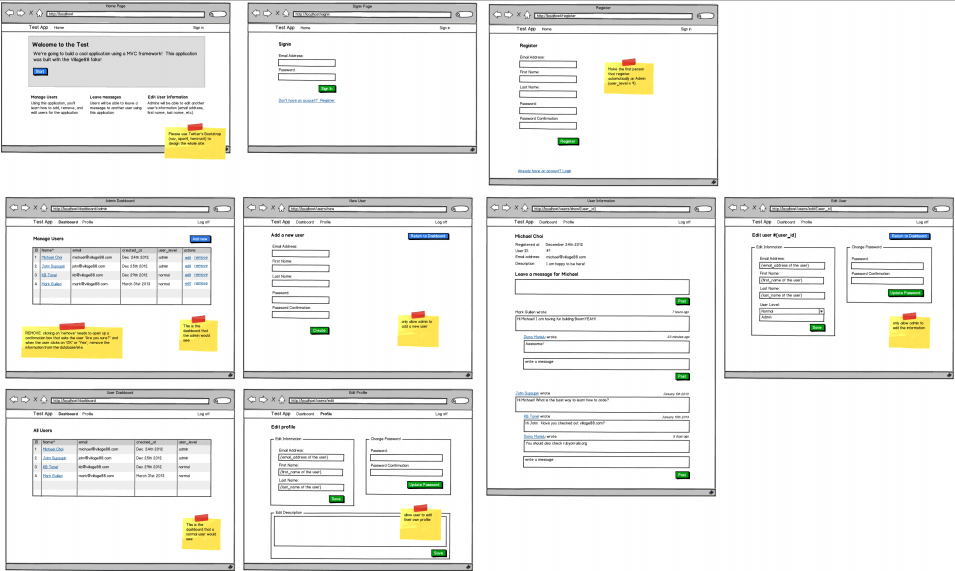 Home Page
http://localhost
Test App Home Sign in
Welcome to the Test
We're going to build a cool application using a MVC framework! This application
was built with the Village88 folks!
Start
Manage Users
Using this application, you'll
learn how to add, remove, and
edit users for the application
Leave messages
Users will be able to leave a
message to another user using
this application
Edit User Information
Admins will be able to edit another
user's information (email address,
first name, last name, etc).
Please use Twitter's Bootstrap
design the whole site.
Signin Page
http://localhost/signin
Test App Home Sign in
Signin
Email Address:
Password:
Sign In
Don't have an account? Register.
Register
http://localhost/register
Test App Home Sign in
Register
Email Address:
First Name:
Last Name:
Password:
Password Confirmation:
Register
Already have an account? Login
Make the first person
that register
automatically an Admin
(user_level = 9)
Admin Dashboard
http://localhost/dashboard/admin
Test App Dashboard Profile Log off
Manage Users
Add new
ID Name email created_at user_level actions
1 Michael Choi michael@village88.com Dec. 24th 2012 admin edit remove
2 John Supsupin john@village88.com Dec 25th 2012 admin edit remove
3 KB Tonel kb@village88.com Dec 29th 2012 normal edit remove
4 Mark Guillen mark@village88.com March 31st 2013 normal edit remove
REMOVE: clicking on 'remove' needs to open up a
confirmation box that asks the user "Are you sure?" and
when the user clicks on 'OK' or 'Yes', remove the
information from the database/site.
This is the
dashboard that
the admin would
see
New User
http://localhost/users/new
Test App Dashboard Profile Log off
Add a new user
Return to Dashboard
Email Address:
First Name:
Last Name:
Password:
Password Confirmation:
Create
only allow admin to
add a new user
User Information
http://localhost/users/show/[user_id]
Test App Dashboard Profile Log off
Michael Choi
Registered at: December 24th 2012
User ID: #1
Email address: michael@village88.com
Description: I am happy to be here!
Leave a message for Michael
Post
Mark Guillen wrote 7 hours ago
Hi Michael! I am having fun building BoomYEAH!
wrote 23 minutes ago
Awesome!
write a message
Post
John Supsupin wrote January 5th 2013
Hi Michael! What is the best way to learn how to code?
KB Tonel wrote January 10th 2013
Hi John. Have you checked out village88.com?
wrote 3 days ago
You should also check rubyonrails.org
write a message
Post
Edit User
http://localhost/users/edit/[user_id]
Test App Dashboard Profile Log off
Edit user #[user_id]
Return to Dashboard
Edit Information
Email Address:
[email_address of the user]
First Name:
[first_name of the user]
Last Name:
[last_name of the user]
User Level:
Normal
Admin
Save
Change Password
Password:
Password Confirmation:
Update Password
only allow admin to
edit the information
User Dashboard
http://localhost/dashboard
Test App Dashboard Profile Log off
All Users
ID Name email created_at user_level
1 Michael Choi michael@village88.com Dec. 24th 2012 admin
2 John Supsupin john@village88.com Dec 25th 2012 admin
3 KB Tonel kb@village88.com Dec 29th 2012 normal
4 Mark Guillen mark@village88.com March 31st 2013 normal
This is the
dashboard that a
normal user would
see
Edit Profile
http://localhost/users/edit
Test App Dashboard Profile Log off
Edit profile
Edit Information
Email Address:
[email_address of the user]
First Name:
[first_name of the user]
Last Name:
[last_name of the user]
Save
Change Password
Password:
Password Confirmation:
Update Password
Edit Description
Save
allow user to edit
their own profile